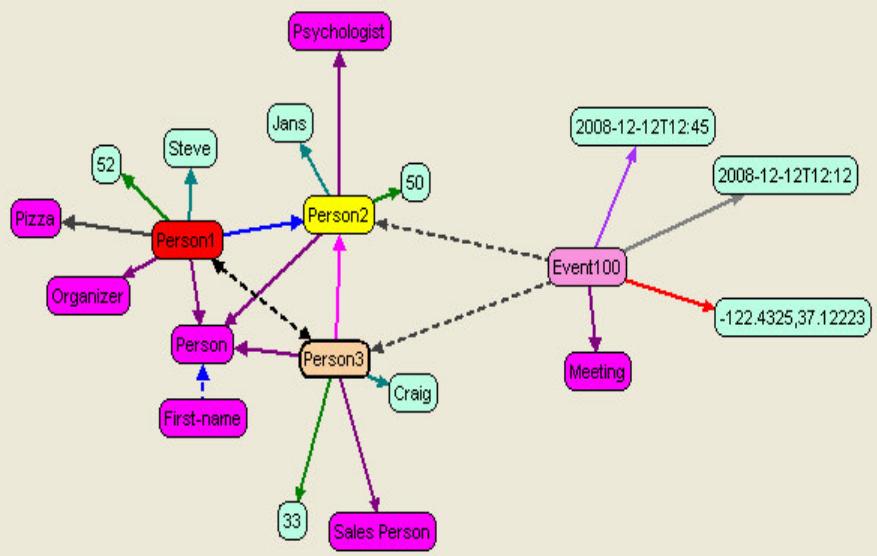 Psychologist
2008-12-12T12:45
Jans
Steve
52
50
2008-12-12T12:12
Pizza
Person2
Person1
Event100
Organizer
-122.4325,37.12223
Person
Person3
Meeting
Craig
First-name
33
Sales Person